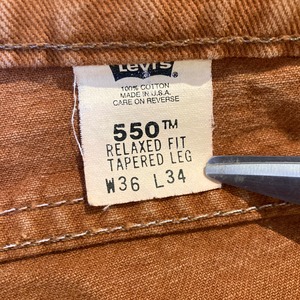 Levi's
100% COTTON
MADE IN U.S.A.
CARE ON REVERSE
550™
RELAXED FIT
TAPERED LEG
W36 L34